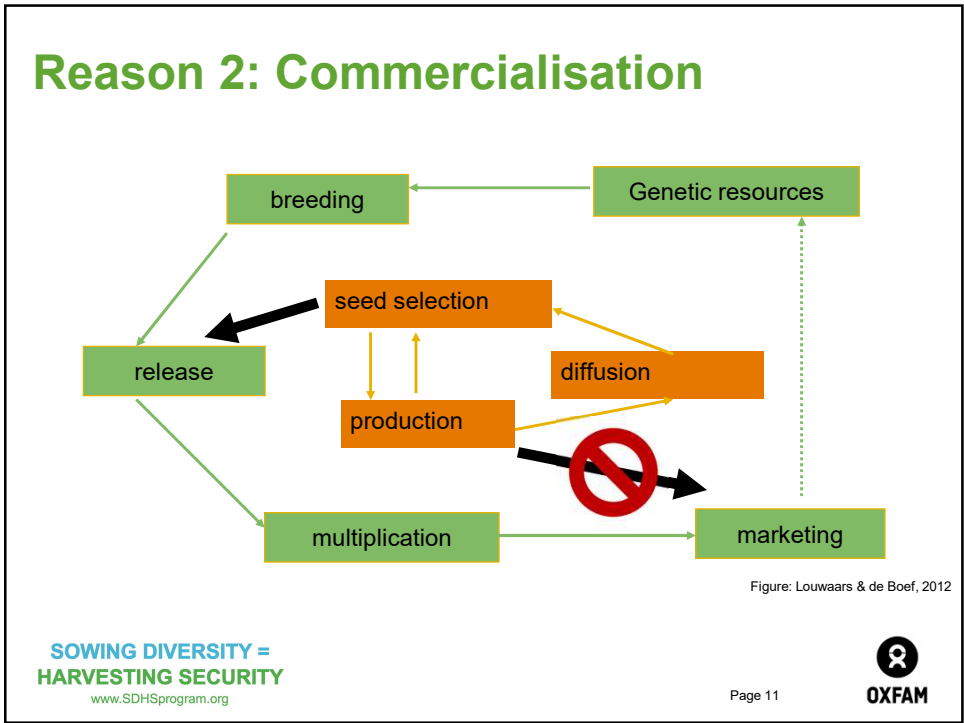 Reason 2: Commercialisation
breeding
Genetic resources
seed selection
release
diffusion
production
multiplication
marketing
Figure: Louwaars & de Boef, 2012
SOWING DIVERSITY =
HARVESTING SECURITY
www.SDHSprogram.org
Page 11
OXFAM